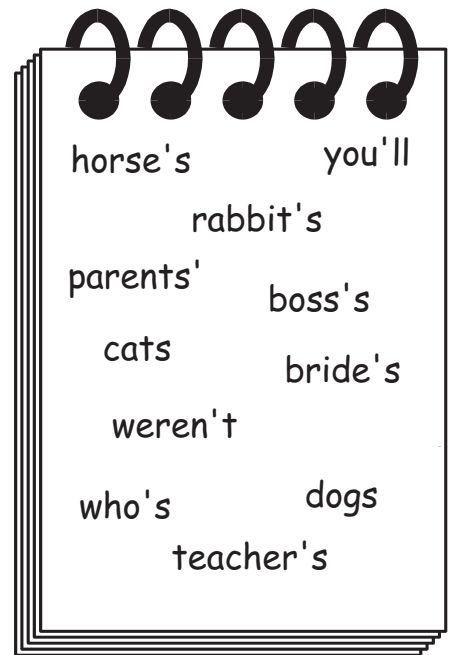 horse's
you'll
rabbit's
parents'
boss's
cats
bride's
weren't
who's
dogs
teacher's